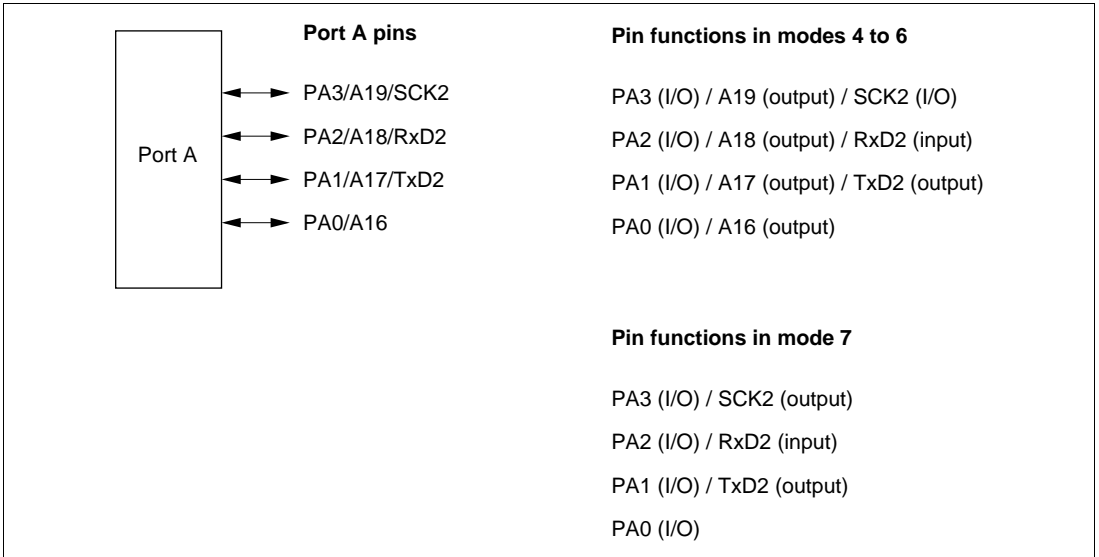 Port A
Port A pins
PA3/A19/SCK2
PA2/A18/RxD2
PA1/A17/TxD2
PA0/A16
Pin functions in modes 4 to 6
PA3 (I/O) / A19 (output) / SCK2 (I/O)
PA2 (I/O) / A18 (output) / RxD2 (input)
PA1 (I/O) / A17 (output) / TxD2 (output)
PA0 (I/O) / A16 (output)
Pin functions in mode 7
PA3 (I/O) / SCK2 (output)
PA2 (I/O) / RxD2 (input)
PA1 (I/O) / TxD2 (output)
PA0 (I/O)